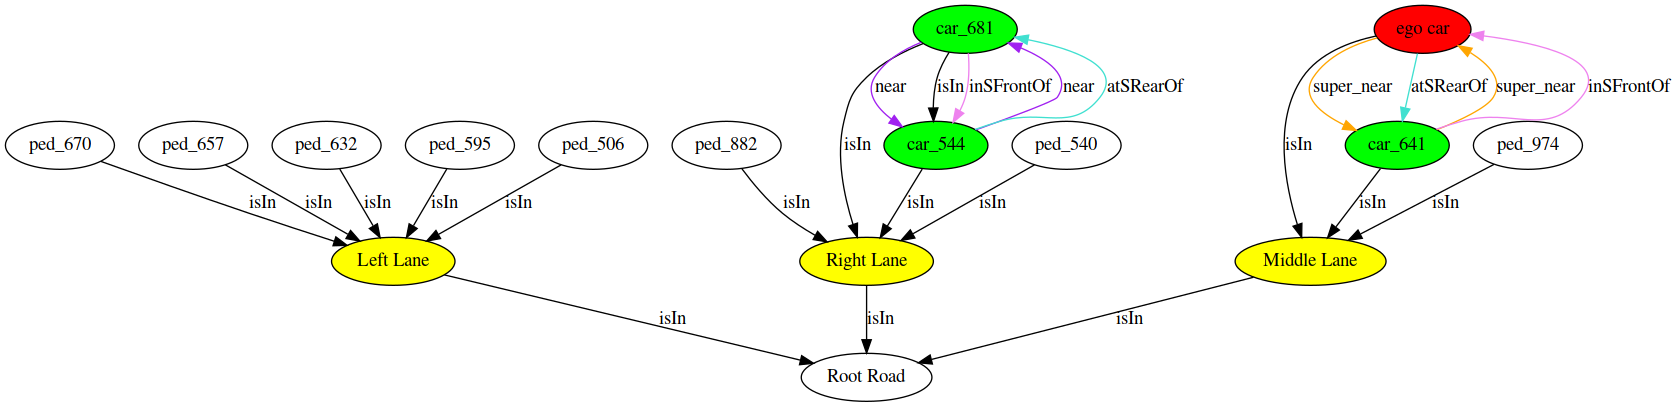 car_681
ego car
near
isIn
inSFrontOf
near
atSRearOf
super_near
atSRearOf
super_near
inSFrontOf
ped_670
ped_657
ped_632
ped_595
ped_506
ped_882
isIn
car_544
ped_540
isIn
car_641
ped_974
isIn
isIn
isIn
isIn
isIn
isIn
isIn
isIn
isIn
isIn
Left Lane
Right Lane
Middle Lane
isIn
isIn
isIn
Root Road